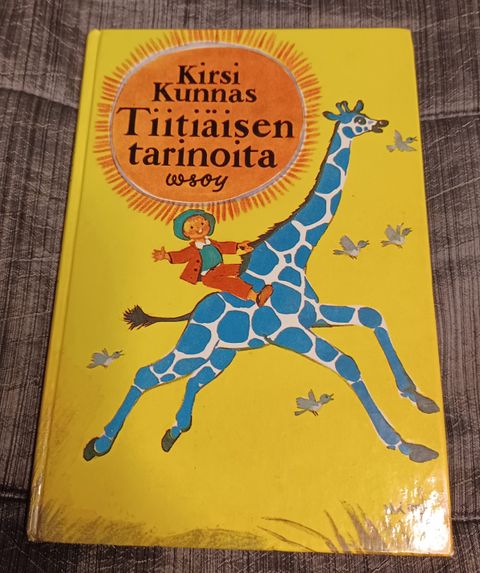 Kirsi
Kunnas
Tiitiäisen
tarinoita
wsoy